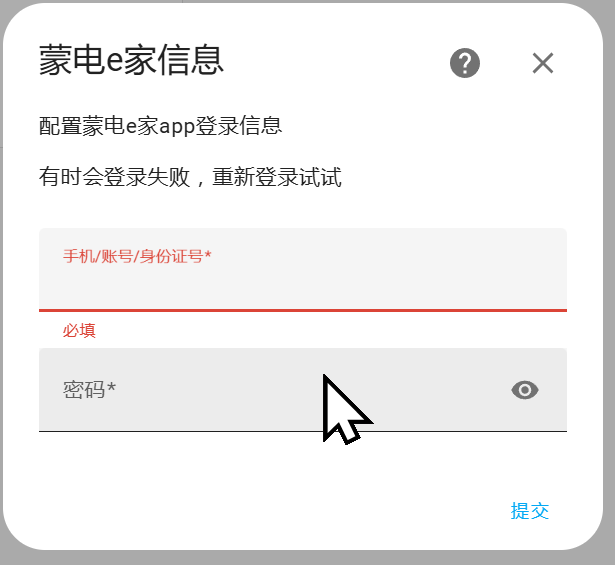 蒙电e家信息
配置蒙电e家app登录信息
有时会登录失败，重新登录试试
手机/账号/身份证号*
必填
密码*
提交